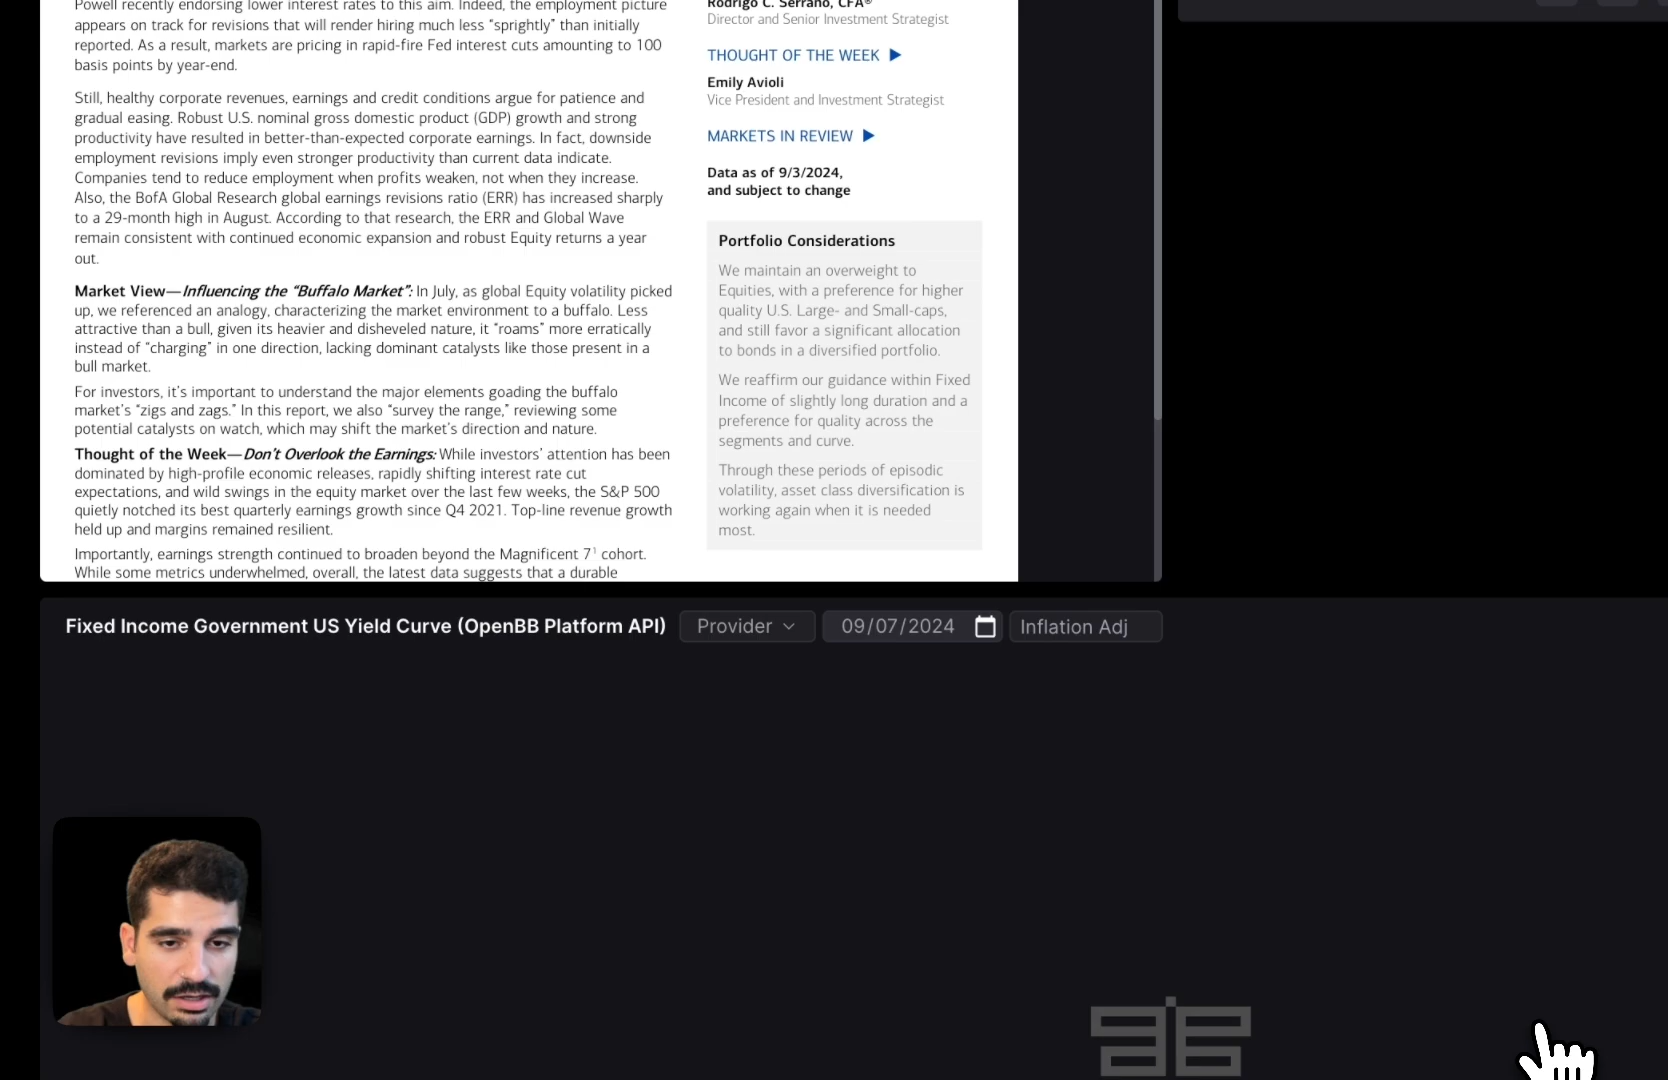 Powell recently endorsing lower interest rates to this aim. Indeed, the employment picture
appears on track for revisions that will render hiring much less “sprightly” than initially
reported. As a result, markets are pricing in rapid-fire Fed interest cuts amounting to 100
basis points by year-end.
Still, healthy corporate revenues, earnings and credit conditions argue for patience and
gradual easing. Robust U.S. nominal gross domestic product (GDP) growth and strong
productivity have resulted in better-than-expected corporate earnings. In fact, downside
employment revisions imply even stronger productivity than current data indicate.
Companies tend to reduce employment when profits weaken, not when they increase.
Also, the BofA Global Research global earnings revisions ratio (ERR) has increased sharply
to a 29-month high in August. According to that research, the ERR and Global Wave
remain consistent with continued economic expansion and robust Equity returns a year
out.
Market View—Influencing the “Buffalo Market”: In July, as global Equity volatility picked
up, we referenced an analogy, characterizing the market environment to a buffalo. Less
attractive than a bull, given its heavier and disheveled nature, it “roams” more erratically
instead of “charging” in one direction, lacking dominant catalysts like those present in a
bull market.
For investors, it’s important to understand the major elements goading the buffalo
market’s “zigs and zags.” In this report, we also “survey the range,” reviewing some
potential catalysts on watch, which may shift the market’s direction and nature.
Thought of the Week—Don’t Overlook the Earnings: While investors’ attention has been
dominated by high-profile economic releases, rapidly shifting interest rate cut
expectations, and wild swings in the equity market over the last few weeks, the S&P 500
quietly notched its best quarterly earnings growth since Q4 2021. Top-line revenue growth
held up and margins remained resilient.
Importantly, earnings strength continued to broaden beyond the Magnificent 7¹ cohort.
While some metrics underwhelmed, overall, the latest data suggests that a durable
Rodrigo C. Serrano, CFA®
Director and Senior Investment Strategist
THOUGHT OF THE WEEK ▶
Emily Avioli
Vice President and Investment Strategist
MARKETS IN REVIEW ▶
Data as of 9/3/2024,
and subject to change
Portfolio Considerations
We maintain an overweight to
Equities, with a preference for higher
quality U.S. Large- and Small-caps,
and still favor a significant allocation
to bonds in a diversified portfolio.
We reaffirm our guidance within Fixed
Income of slightly long duration and a
preference for quality across the
segments and curve.
Through these periods of episodic
volatility, asset class diversification is
working again when it is needed
most.
Fixed Income Government US Yield Curve (OpenBB Platform API)
Provider
09/07/2024
Inflation Adj